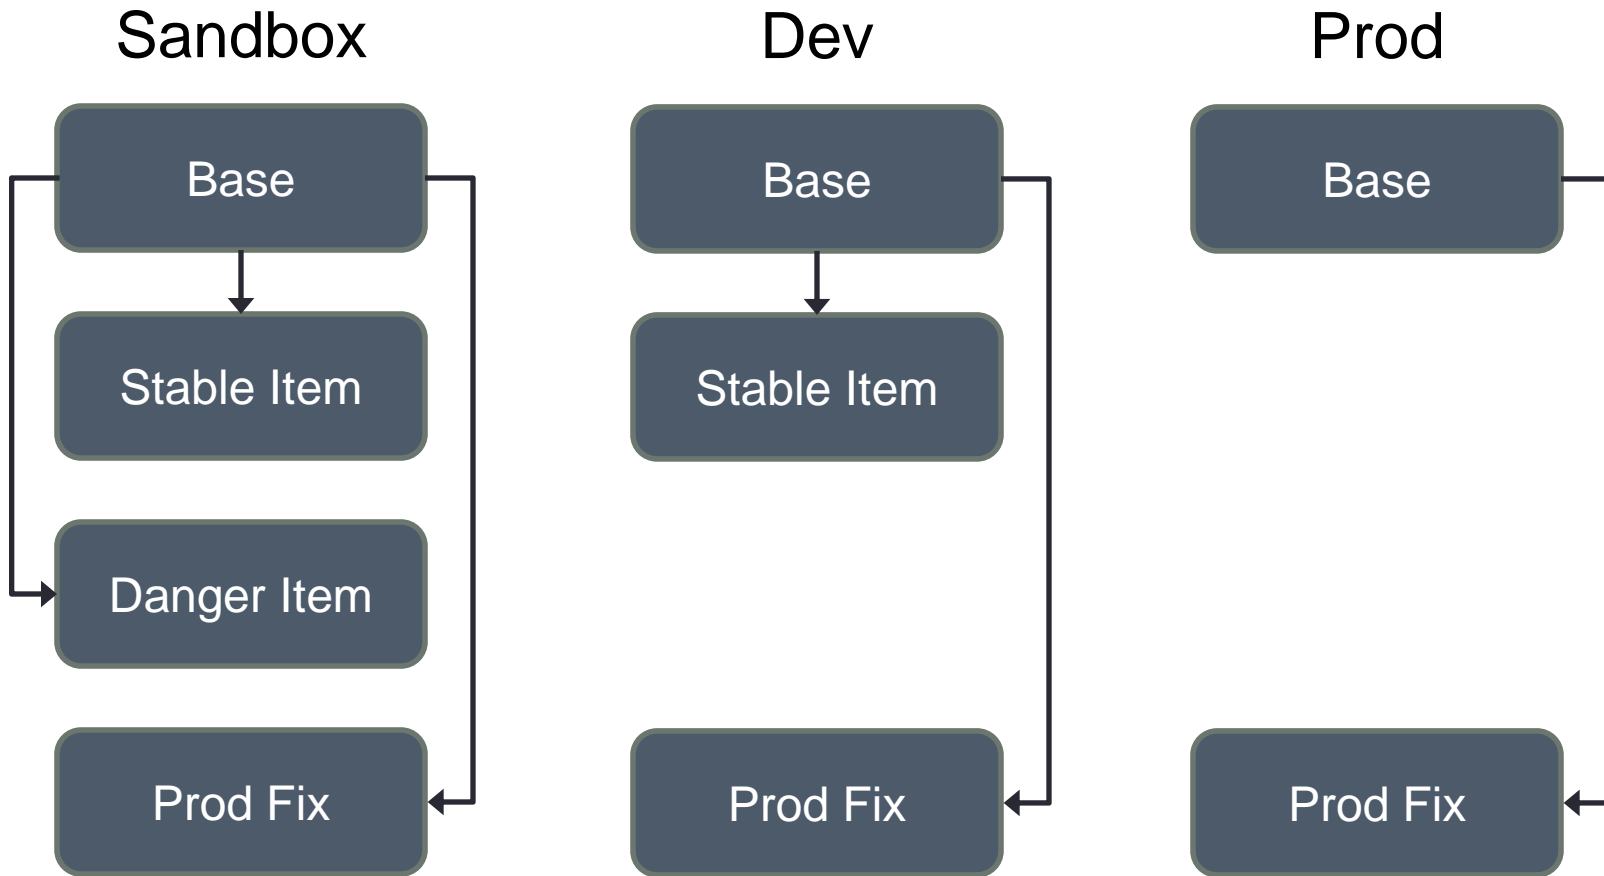 Sandbox
Dev
Prod
Base
Base
Base
Stable Item
Stable Item
Danger Item
Prod Fix
Prod Fix
Prod Fix